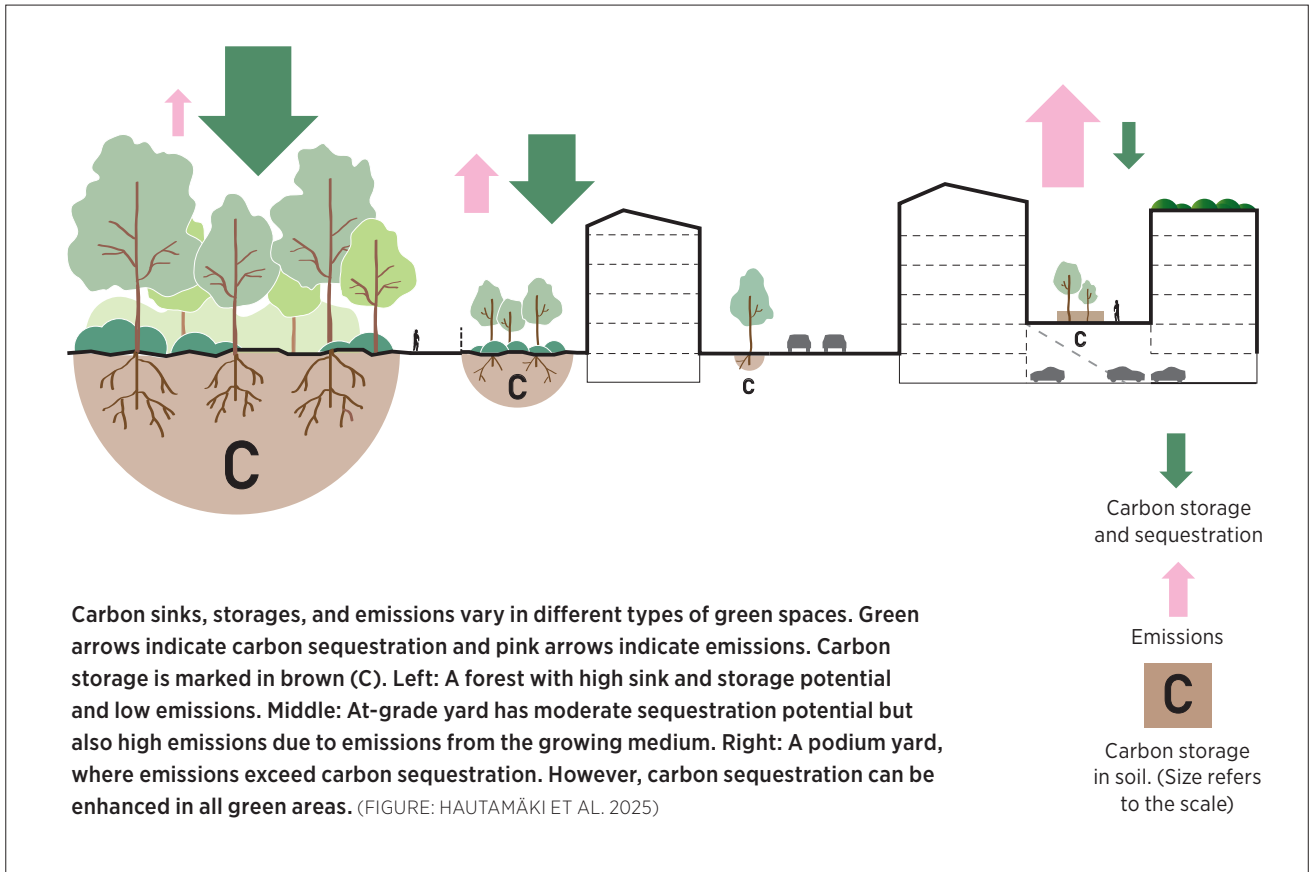 C
C
C
C
Carbon storage
and sequestration
Emissions
C
Carbon storage
in soil. (Size refers
to the scale)
Carbon sinks, storages, and emissions vary in different types of green spaces. Green
arrows indicate carbon sequestration and pink arrows indicate emissions. Carbon
storage is marked in brown (C). Left: A forest with high sink and storage potential
and low emissions. Middle: At-grade yard has moderate sequestration potential but
also high emissions due to emissions from the growing medium. Right: A podium yard,
where emissions exceed carbon sequestration. However, carbon sequestration can be
enhanced in all green areas. (FIGURE: HAUTAMÄKI ET AL. 2025)